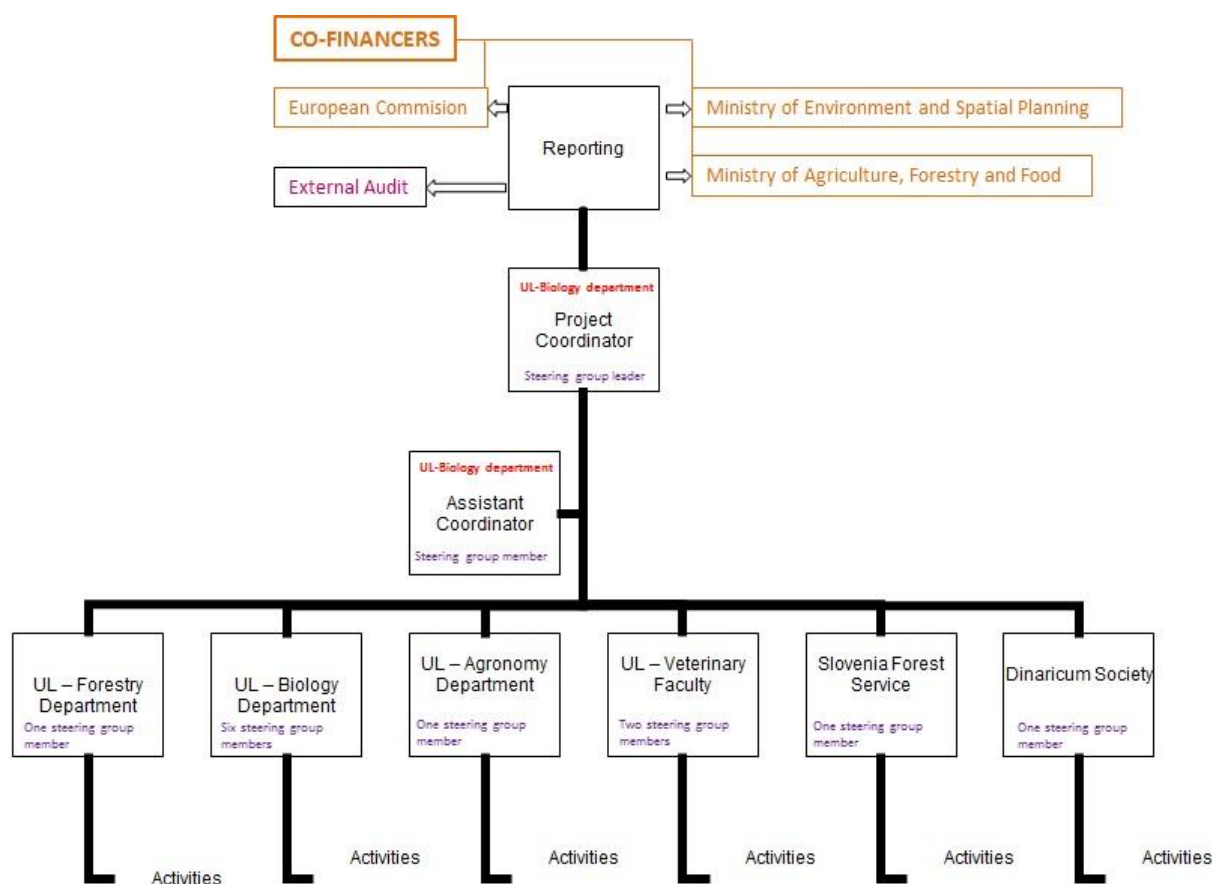 CO-FINANCERS
European Commision
Reporting
Ministry of Environment and Spatial Planning
External Audit
Ministry of Agriculture, Forestry and Food
UL-Biology department
Project
Coordinator
Steering group leader
UL-Biology department
Assistant
Coordinator
Steering group member
UL – Forestry
Department
One steering group
member
UL – Biology
Department
Six steering group
members
UL – Agronomy
Department
One steering group
member
UL – Veterinary
Faculty
Two steering group
members
Slovenia Forest
Service
One steering group
member
Dinaricum Society
One steering group
member
Activities
Activities
Activities
Activities
Activities
Activities